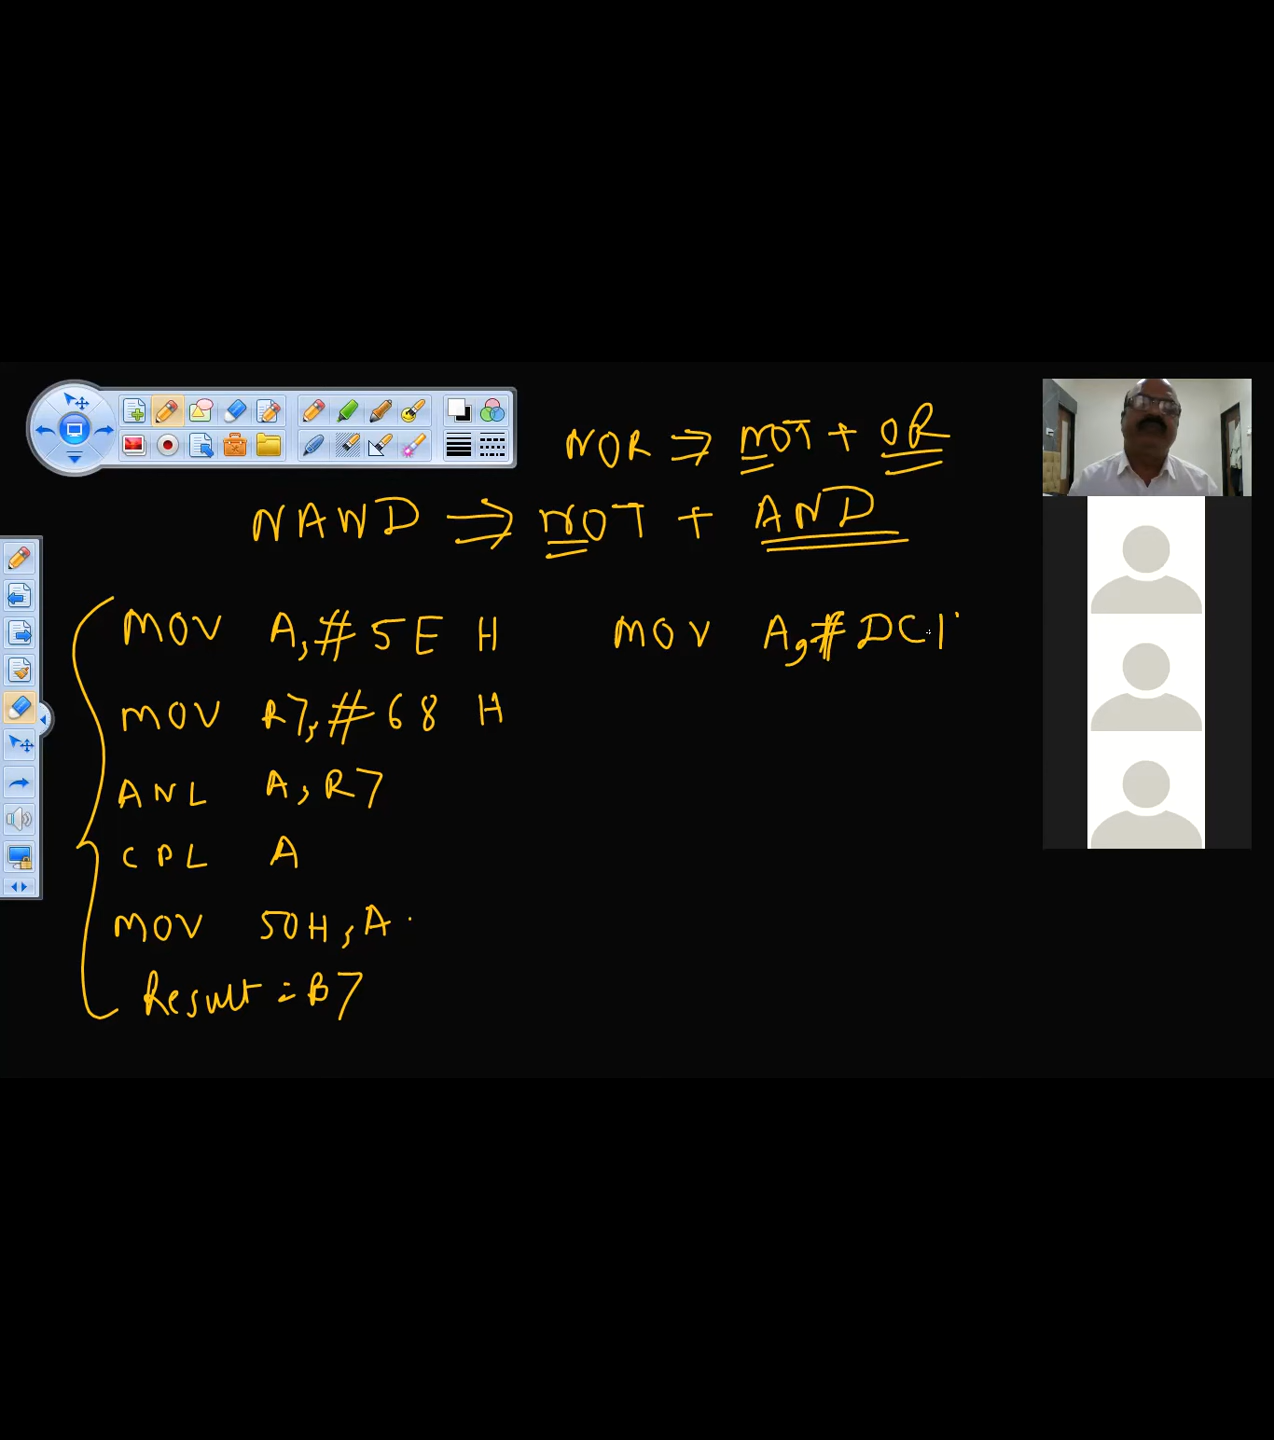 NOR ⇒ NOT + OR
NAND ⇒ NOT + AND
MOV A,#5E H
MOV R7,#68 H
ANL A,R7
CPL A
MOV 50H,A
Result = B7
MOV A,#DC